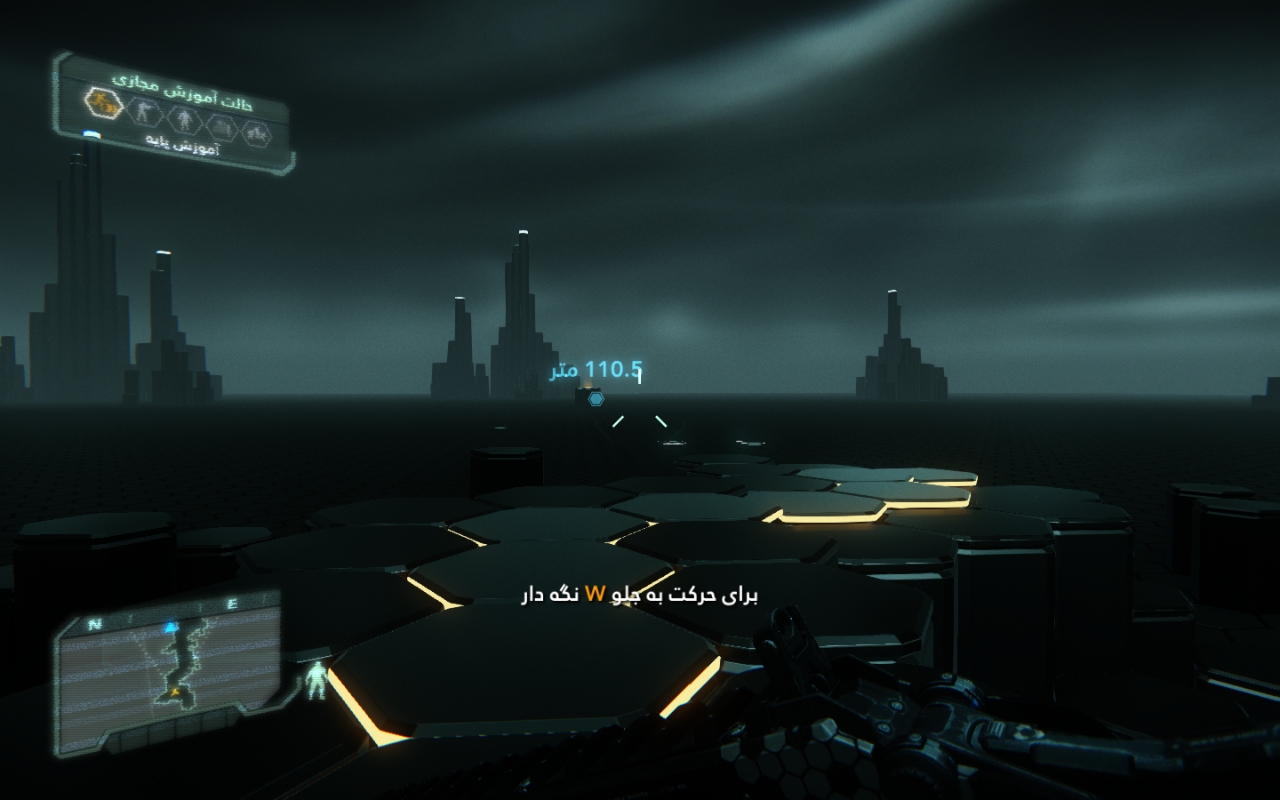 حالت آموزش مجازی
آموزش پایه
110.5 متر
برای حرکت به جلو W نگه دار
N E